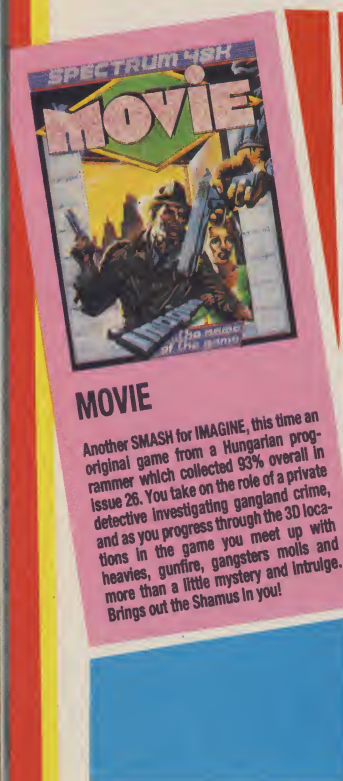 SPECTRUM 48K
MOVIE
the name
of the game
MOVIE
Another SMASH for IMAGINE, this time an
original game from a Hungarian prog-
rammer which collected 93% overall in
issue 26. You take on the role of a private
detective investigating gangland crime,
and as you progress through the 3D loca-
tions in the game you meet up with
heavies, gunfire, gangsters molls and
more than a little mystery and intrulge.
Brings out the Shamus in you!